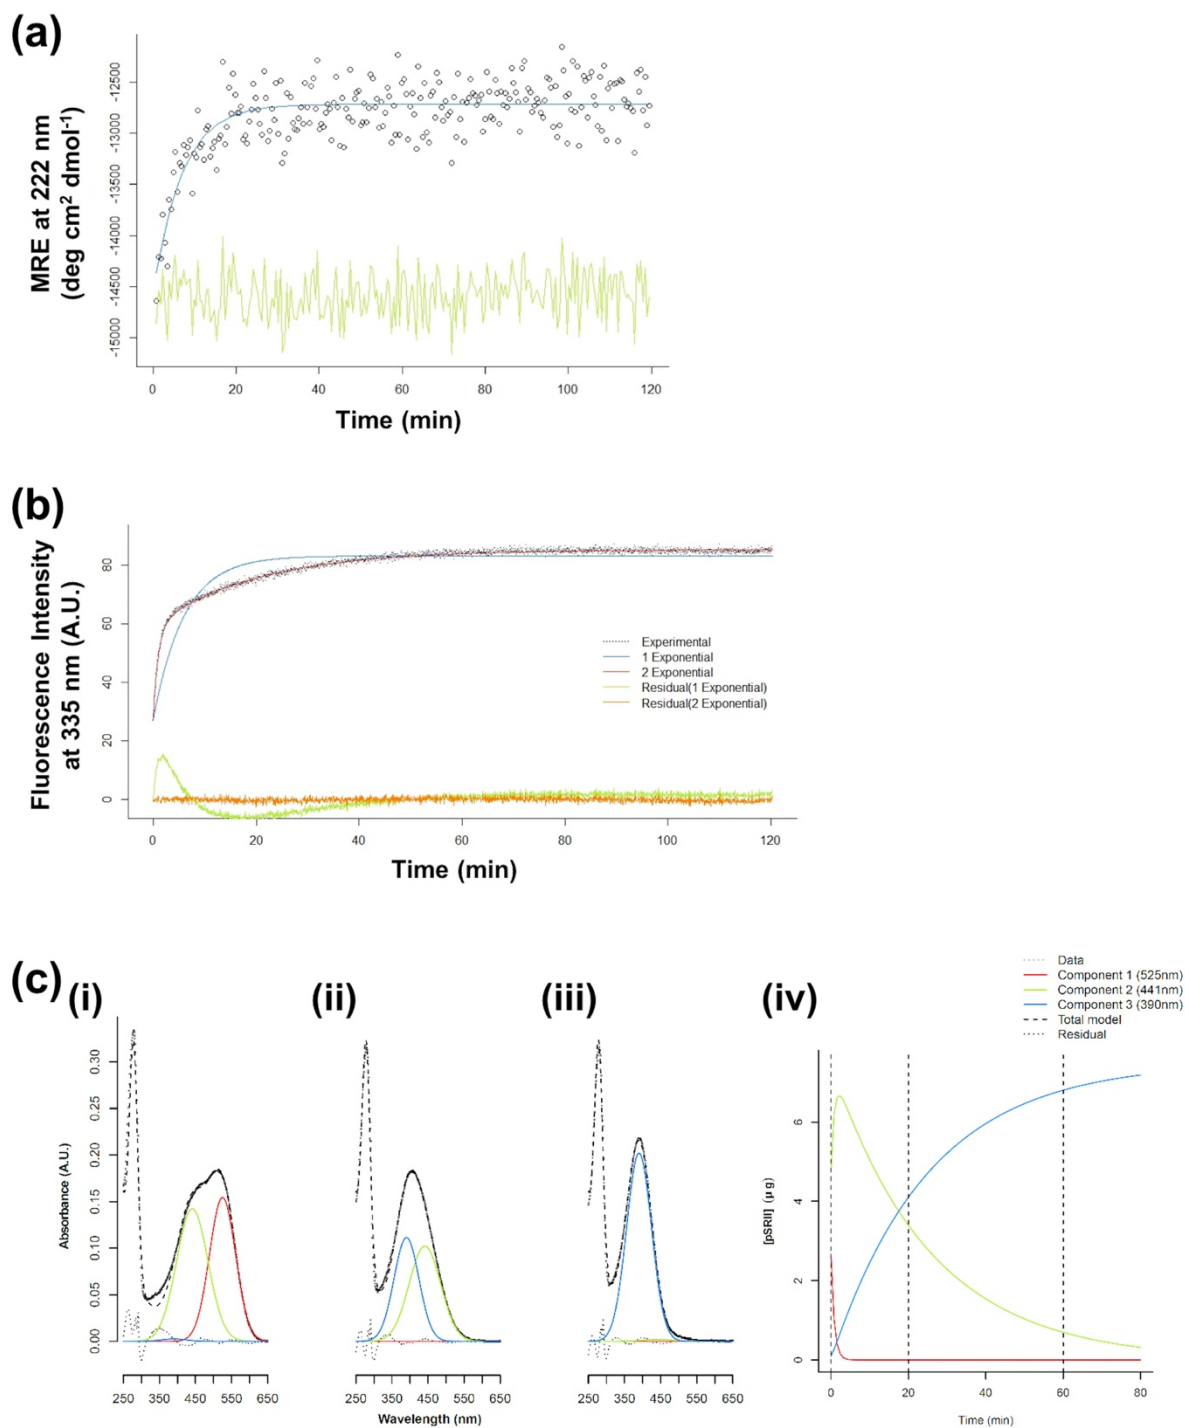 (a)
MRE at 222 nm
(deg cm² dmol⁻¹)
-12500
-13000
-13500
-14000
-14500
-15000
0 20 40 60 80 100 120
Time (min)
(b)
Fluorescence Intensity
at 335 nm (A.U.)
80
60
40
20
0
Experimental
1 Exponential
2 Exponential
Residual(1 Exponential)
Residual(2 Exponential)
0 20 40 60 80 100 120
Time (min)
(c)
(i)
(ii)
(iii)
(iv)
Data
Component 1 (525nm)
Component 2 (441nm)
Component 3 (390nm)
Total model
Residual
Absorbance (A.U.)
0.30
0.25
0.20
0.15
0.10
0.05
0.00
250 350 450 550 650
250 350 450 550 650
250 350 450 550 650
Wavelength (nm)
[pSRII] (μg)
6
4
2
0
0 20 40 60 80
Time (min)